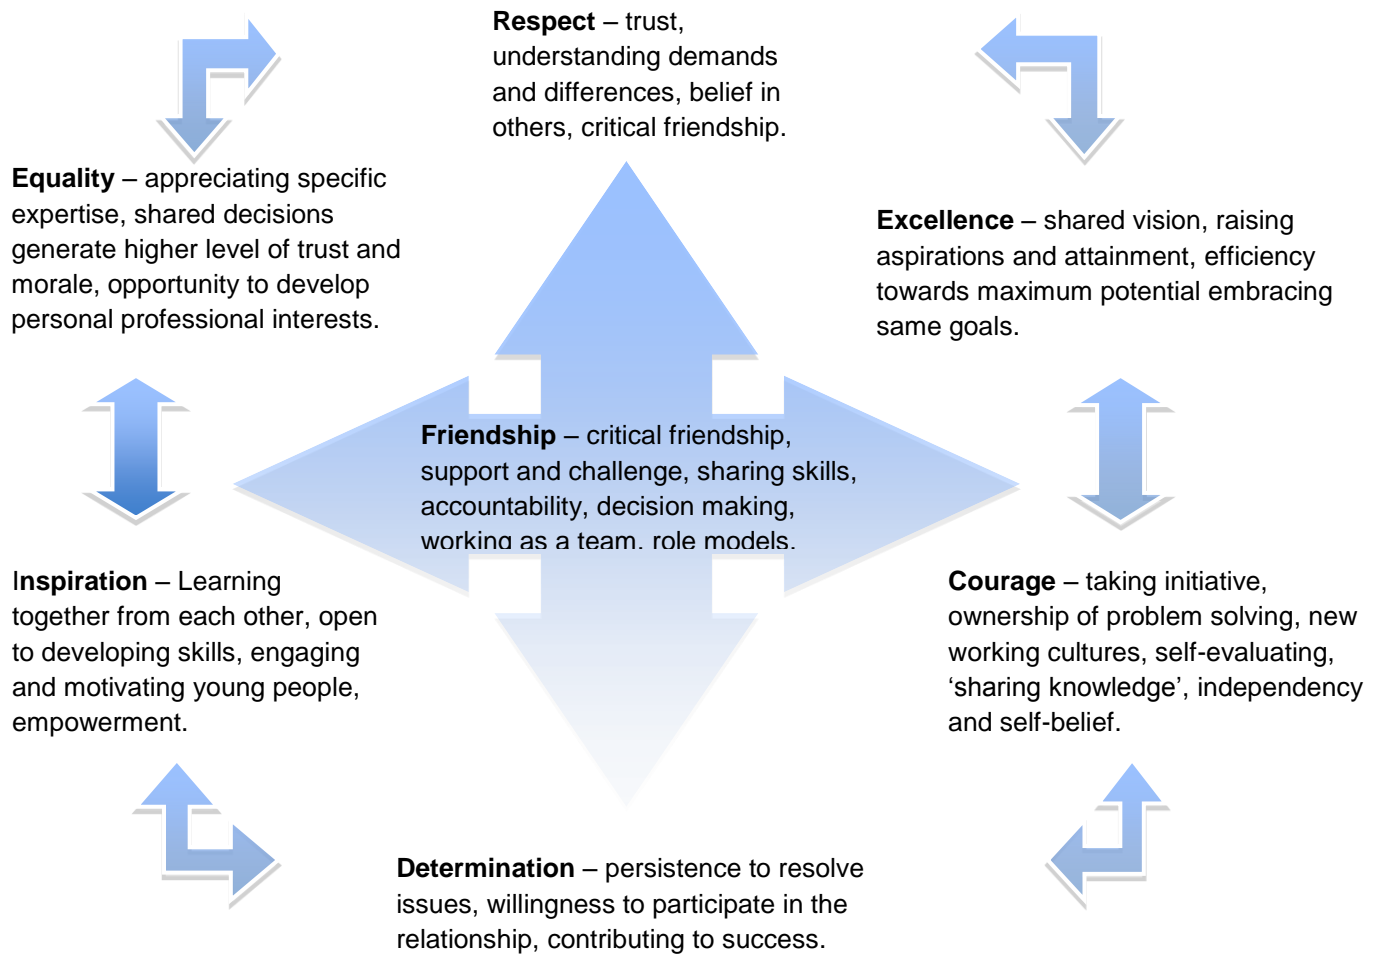 Respect – trust,
understanding demands
and differences, belief in
others, critical friendship.
Equality – appreciating specific
expertise, shared decisions
generate higher level of trust and
morale, opportunity to develop
personal professional interests.
Excellence – shared vision, raising
aspirations and attainment, efficiency
towards maximum potential embracing
same goals.
Friendship – critical friendship,
support and challenge, sharing skills,
accountability, decision making,
working as a team, role models.
Inspiration – Learning
together from each other, open
to developing skills, engaging
and motivating young people,
empowerment.
Courage – taking initiative,
ownership of problem solving, new
working cultures, self-evaluating,
‘sharing knowledge’, independency
and self-belief.
Determination – persistence to resolve
issues, willingness to participate in the
relationship, contributing to success.